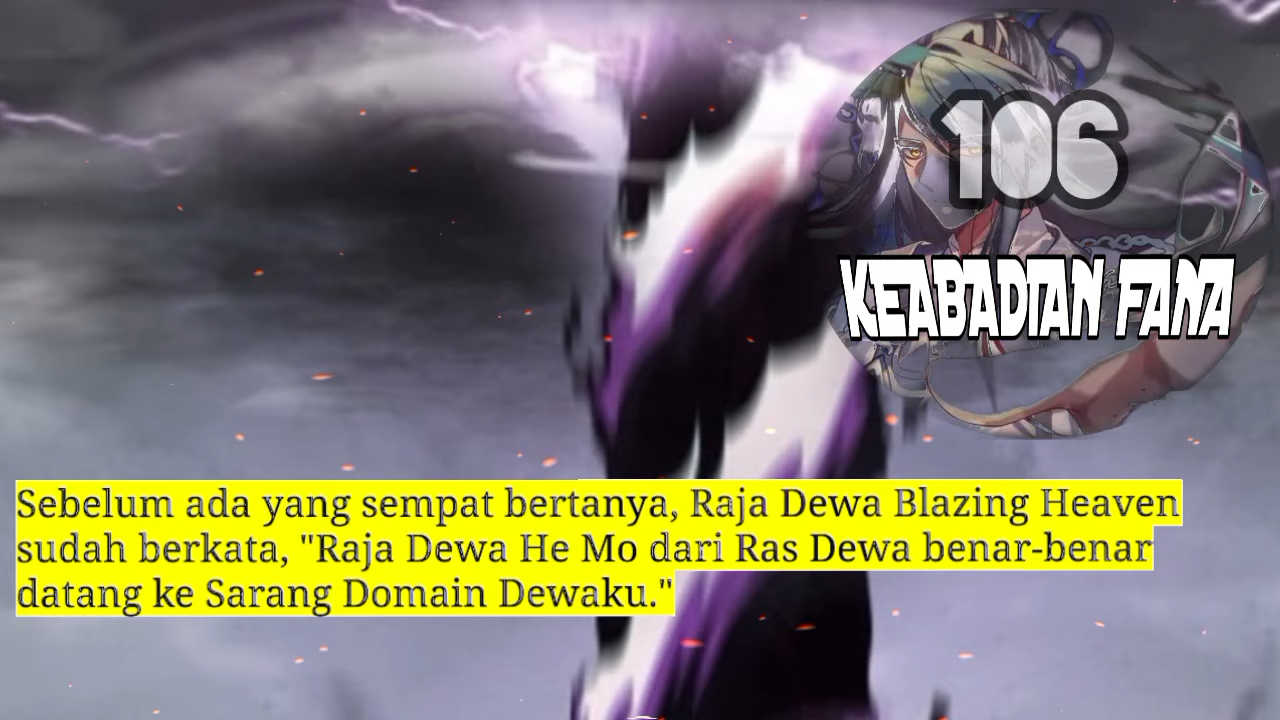 106
KEABADIAN FANA
Sebelum ada yang sempat bertanya, Raja Dewa Blazing Heaven
sudah berkata, "Raja Dewa He Mo dari Ras Dewa benar-benar
datang ke Sarang Domain Dewaku."